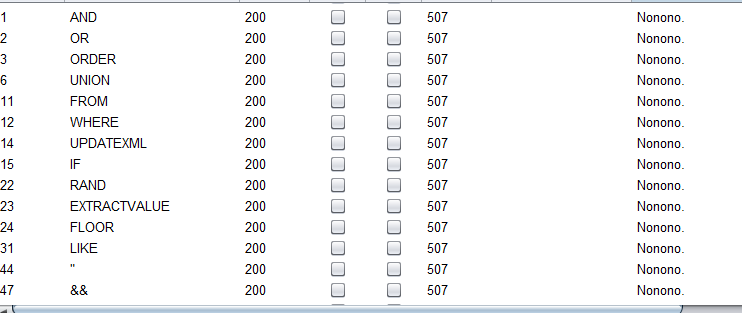 1 AND 200 507 Nonono.
2 OR 200 507 Nonono.
3 ORDER 200 507 Nonono.
6 UNION 200 507 Nonono.
11 FROM 200 507 Nonono.
12 WHERE 200 507 Nonono.
14 UPDATEXML 200 507 Nonono.
15 IF 200 507 Nonono.
22 RAND 200 507 Nonono.
23 EXTRACTVALUE 200 507 Nonono.
24 FLOOR 200 507 Nonono.
31 LIKE 200 507 Nonono.
44 " 200 507 Nonono.
47 && 200 507 Nonono.